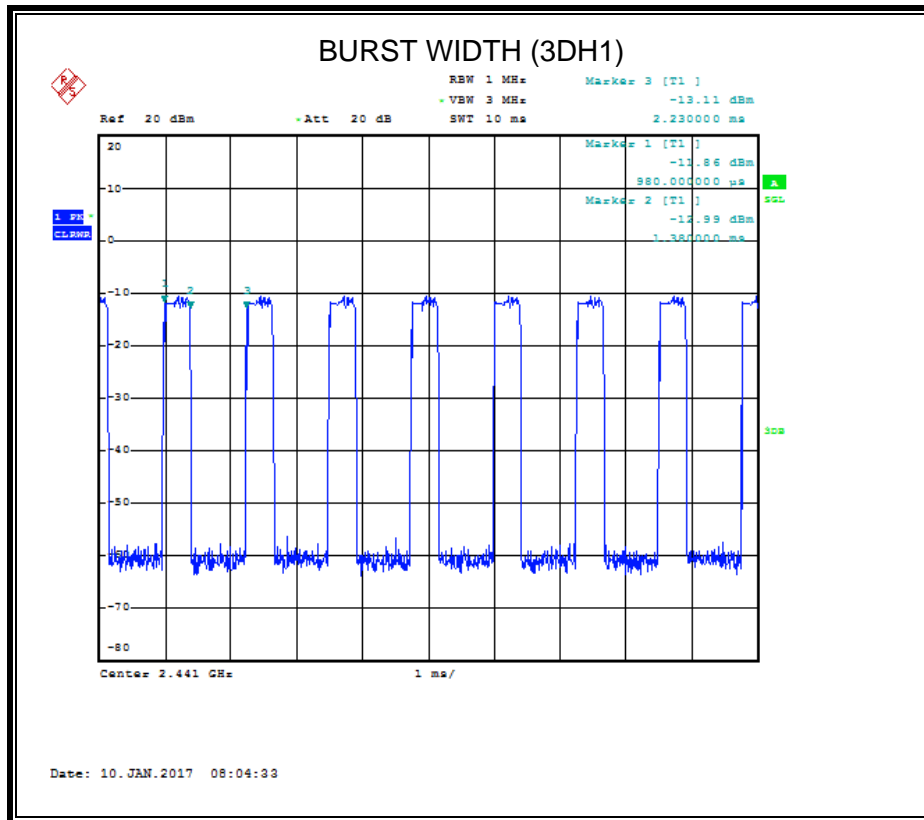 BURST WIDTH (3DH1)
R S
RBW 1 MHz
Marker 3 [T1 ]
* VBW 3 MHz
-13.11 dBm
Ref 20 dBm * Att 20 dB SWT 10 ms
2.230000 ms
20
Marker 1 [T1 ]
-11.86 dBm
10
980.000000 µs
A
SGL
Marker 2 [T1 ]
1 PK *
-12.99 dBm
CLRWR
0
1.380000 ms
1
2
3
-10
-20
-30
3DB
-40
-50
-60
-70
-80
Center 2.441 GHz
1 ms/
Date: 10.JAN.2017 08:04:33